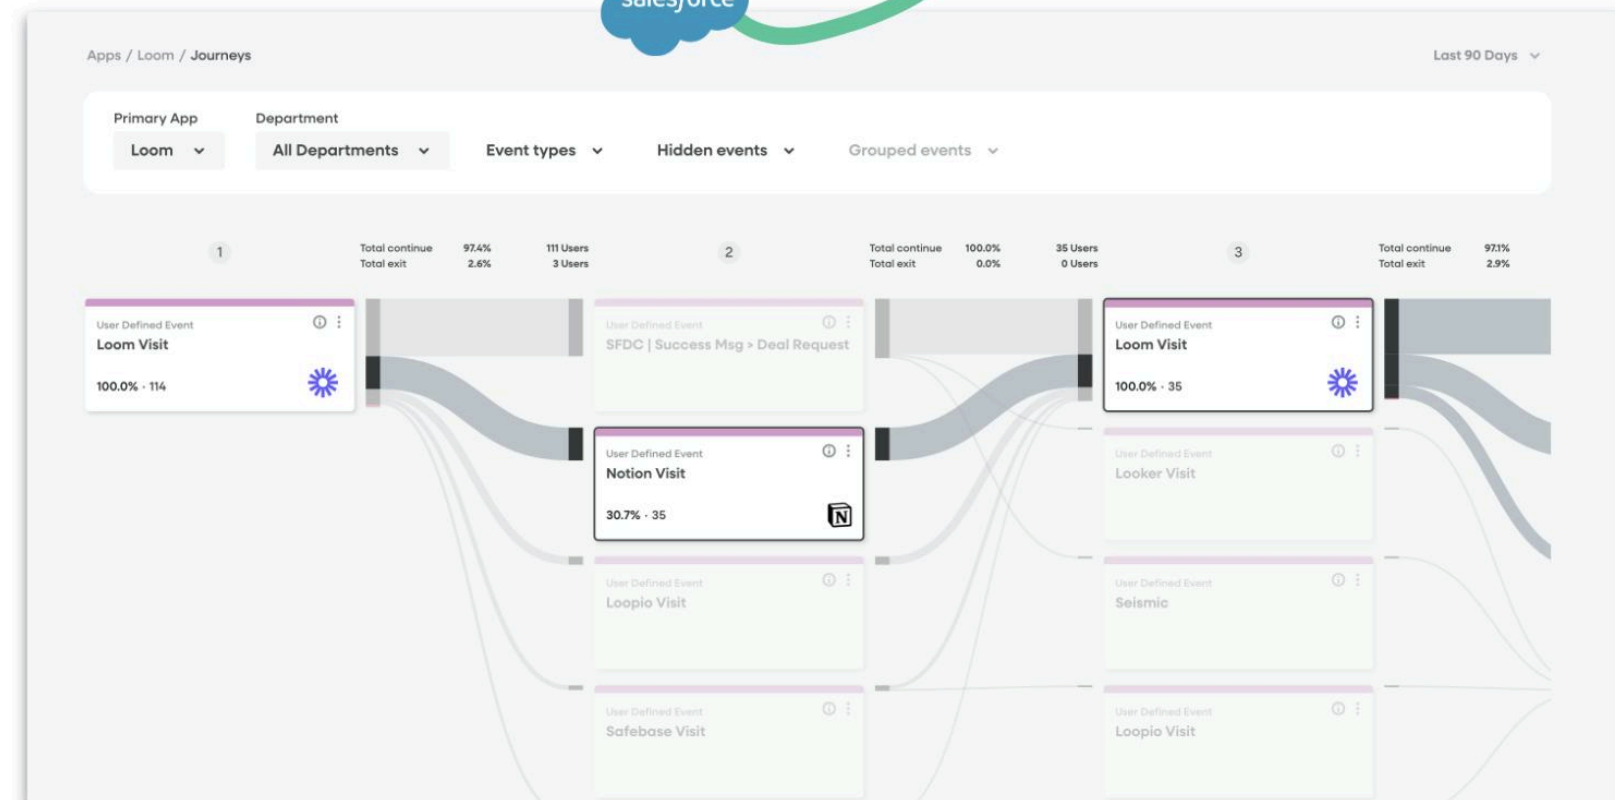 salesforce
Apps / Loom / Journeys
Last 90 Days
Primary App
Department
Loom
All Departments
Event types
Hidden events
Grouped events
1
Total continue 97.4% 111 Users
Total exit 2.6% 3 Users
2
Total continue 100.0% 35 Users
Total exit 0.0% 0 Users
3
Total continue 97.1%
Total exit 2.9%
User Defined Event
Loom Visit
100.0% · 114
User Defined Event
SFDC | Success Msg > Deal Request
User Defined Event
Loom Visit
100.0% · 35
User Defined Event
Notion Visit
30.7% · 35
N
User Defined Event
Looker Visit
User Defined Event
Loopio Visit
User Defined Event
Seismic
User Defined Event
Safebase Visit
User Defined Event
Loopio Visit